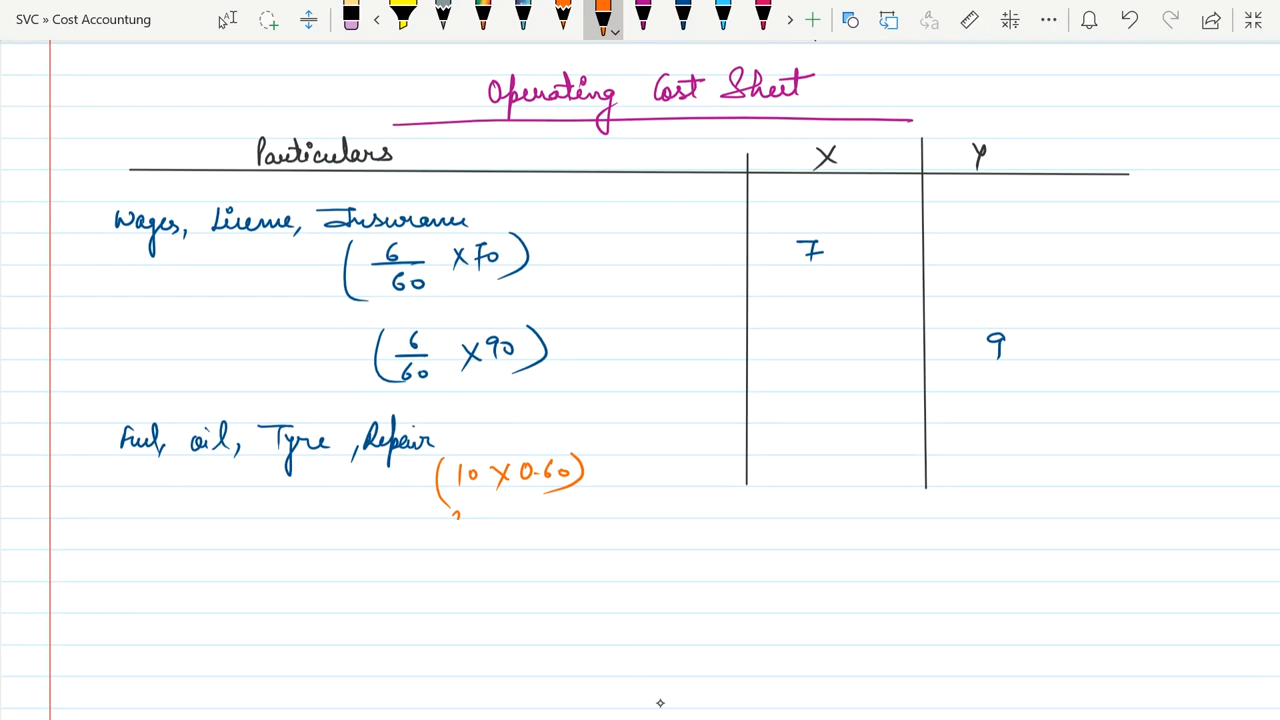 SVC » Cost Accountung
Operating Cost Sheet
Particulars X Y
Wages, License, Insurance
(6/60 × 70) 7
(6/60 × 90) 9
Fuel, oil, Tyre, Repair
(10 × 0.60)